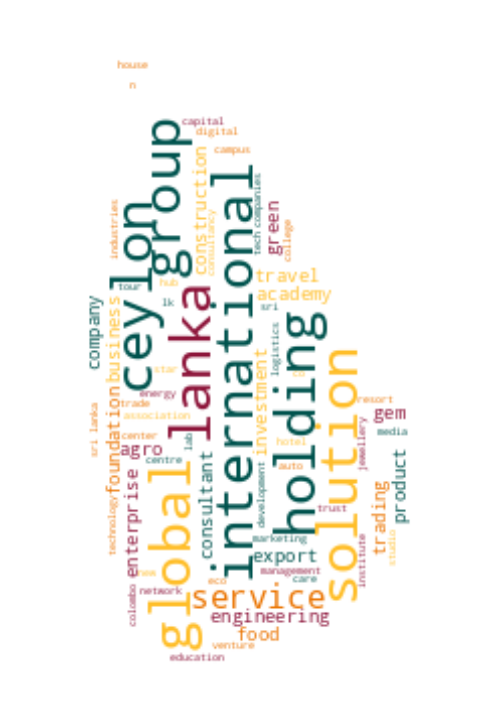 house
n
capital
digital
group
campus
construction
consultancy
international
tech
companies
green
college
industries
ceylon
tour
hub
lk
lanka
travel
academy
sri
company
business
holding
logistics
star
co
investment
solution
energy
trade
association
foundation
sri lanka
center
agro
centre
lab
hotel
auto
resort
gem
media
jewellery
product
technology
enterprise
global
consultant
development
trust
trading
studio
marketing
export
management
care
institute
new
eco
network
colombo
service
engineering
food
venture
education